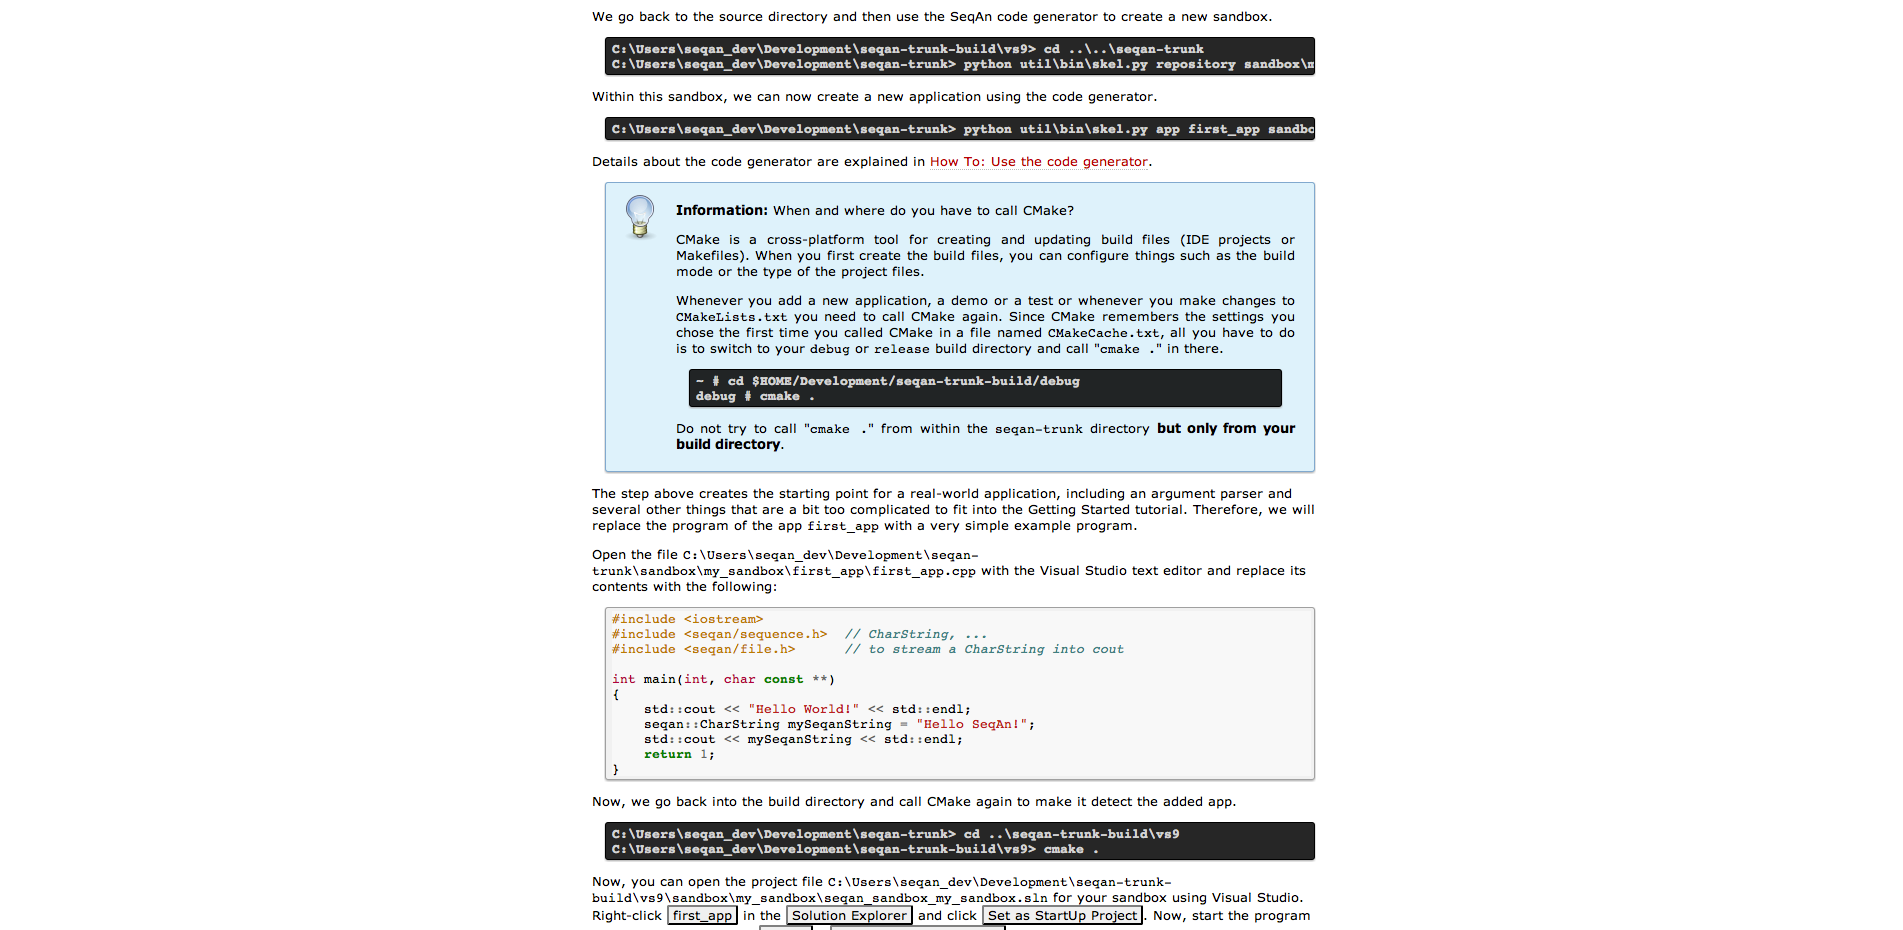 We go back to the source directory and then use the SeqAn code generator to create a new sandbox.
C:\Users\seqan_dev\Development\seqan-trunk-build\vs9> cd ..\..\seqan-trunk
C:\Users\seqan_dev\Development\seqan-trunk> python util\bin\skel.py repository sandbox\m
Within this sandbox, we can now create a new application using the code generator.
C:\Users\seqan_dev\Development\seqan-trunk> python util\bin\skel.py app first_app sandbo
Details about the code generator are explained in How To: Use the code generator.
Information: When and where do you have to call CMake?
CMake is a cross-platform tool for creating and updating build files (IDE projects or
Makefiles). When you first create the build files, you can configure things such as the build
mode or the type of the project files.
Whenever you add a new application, a demo or a test or whenever you make changes to
CMakeLists.txt you need to call CMake again. Since CMake remembers the settings you
chose the first time you called CMake in a file named CMakeCache.txt, all you have to do
is to switch to your debug or release build directory and call "cmake ." in there.
~ # cd $HOME/Development/seqan-trunk-build/debug
debug # cmake .
Do not try to call "cmake ." from within the seqan-trunk directory but only from your
build directory.
The step above creates the starting point for a real-world application, including an argument parser and
several other things that are a bit too complicated to fit into the Getting Started tutorial. Therefore, we will
replace the program of the app first_app with a very simple example program.
Open the file C:\Users\seqan_dev\Development\seqan-
trunk\sandbox\my_sandbox\first_app\first_app.cpp with the Visual Studio text editor and replace its
contents with the following:
#include <iostream>
#include <seqan/sequence.h>  // CharString, ...
#include <seqan/file.h>      // to stream a CharString into cout
int main(int, char const **)
{
    std::cout << "Hello World!" << std::endl;
    seqan::CharString mySeqanString = "Hello SeqAn!";
    std::cout << mySeqanString << std::endl;
    return 1;
}
Now, we go back into the build directory and call CMake again to make it detect the added app.
C:\Users\seqan_dev\Development\seqan-trunk> cd ..\seqan-trunk-build\vs9
C:\Users\seqan_dev\Development\seqan-trunk-build\vs9> cmake .
Now, you can open the project file C:\Users\seqan_dev\Development\seqan-trunk-
build\vs9\sandbox\my_sandbox\seqan_sandbox_my_sandbox.sln for your sandbox using Visual Studio.
Right-click first_app in the Solution Explorer and click Set as StartUp Project. Now, start the program